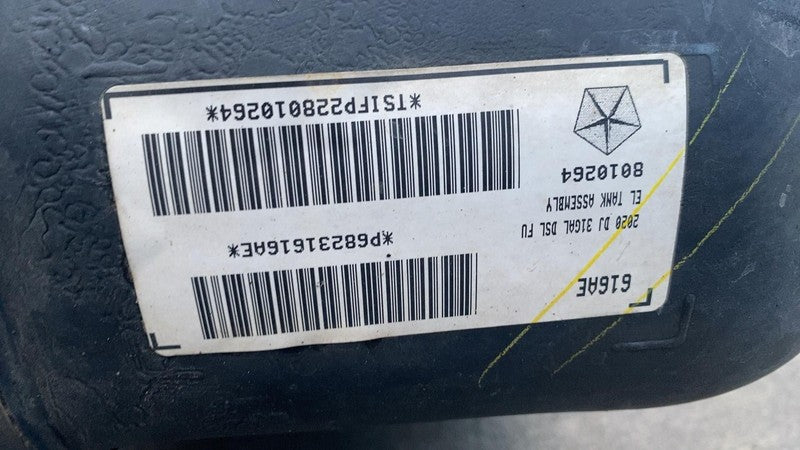 616AE
2020 DJ 31GAL DSL FU
EL TANK ASSEMBLY
8010264
*P68231616AE*
*TSIFP228010264*